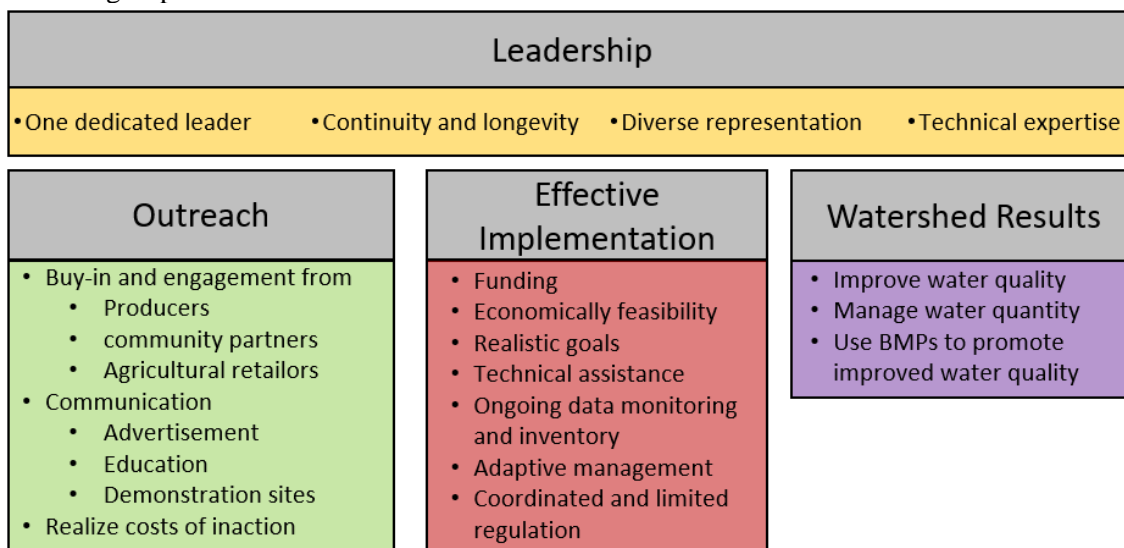 Leadership
•One dedicated leader •Continuity and longevity •Diverse representation •Technical expertise
Outreach
• Buy-in and engagement from
• Producers
• community partners
• Agricultural retailors
• Communication
• Advertisement
• Education
• Demonstration sites
• Realize costs of inaction
Effective
Implementation
• Funding
• Economically feasibility
• Realistic goals
• Technical assistance
• Ongoing data monitoring
and inventory
• Adaptive management
• Coordinated and limited
regulation
Watershed Results
• Improve water quality
• Manage water quantity
• Use BMPs to promote
improved water quality